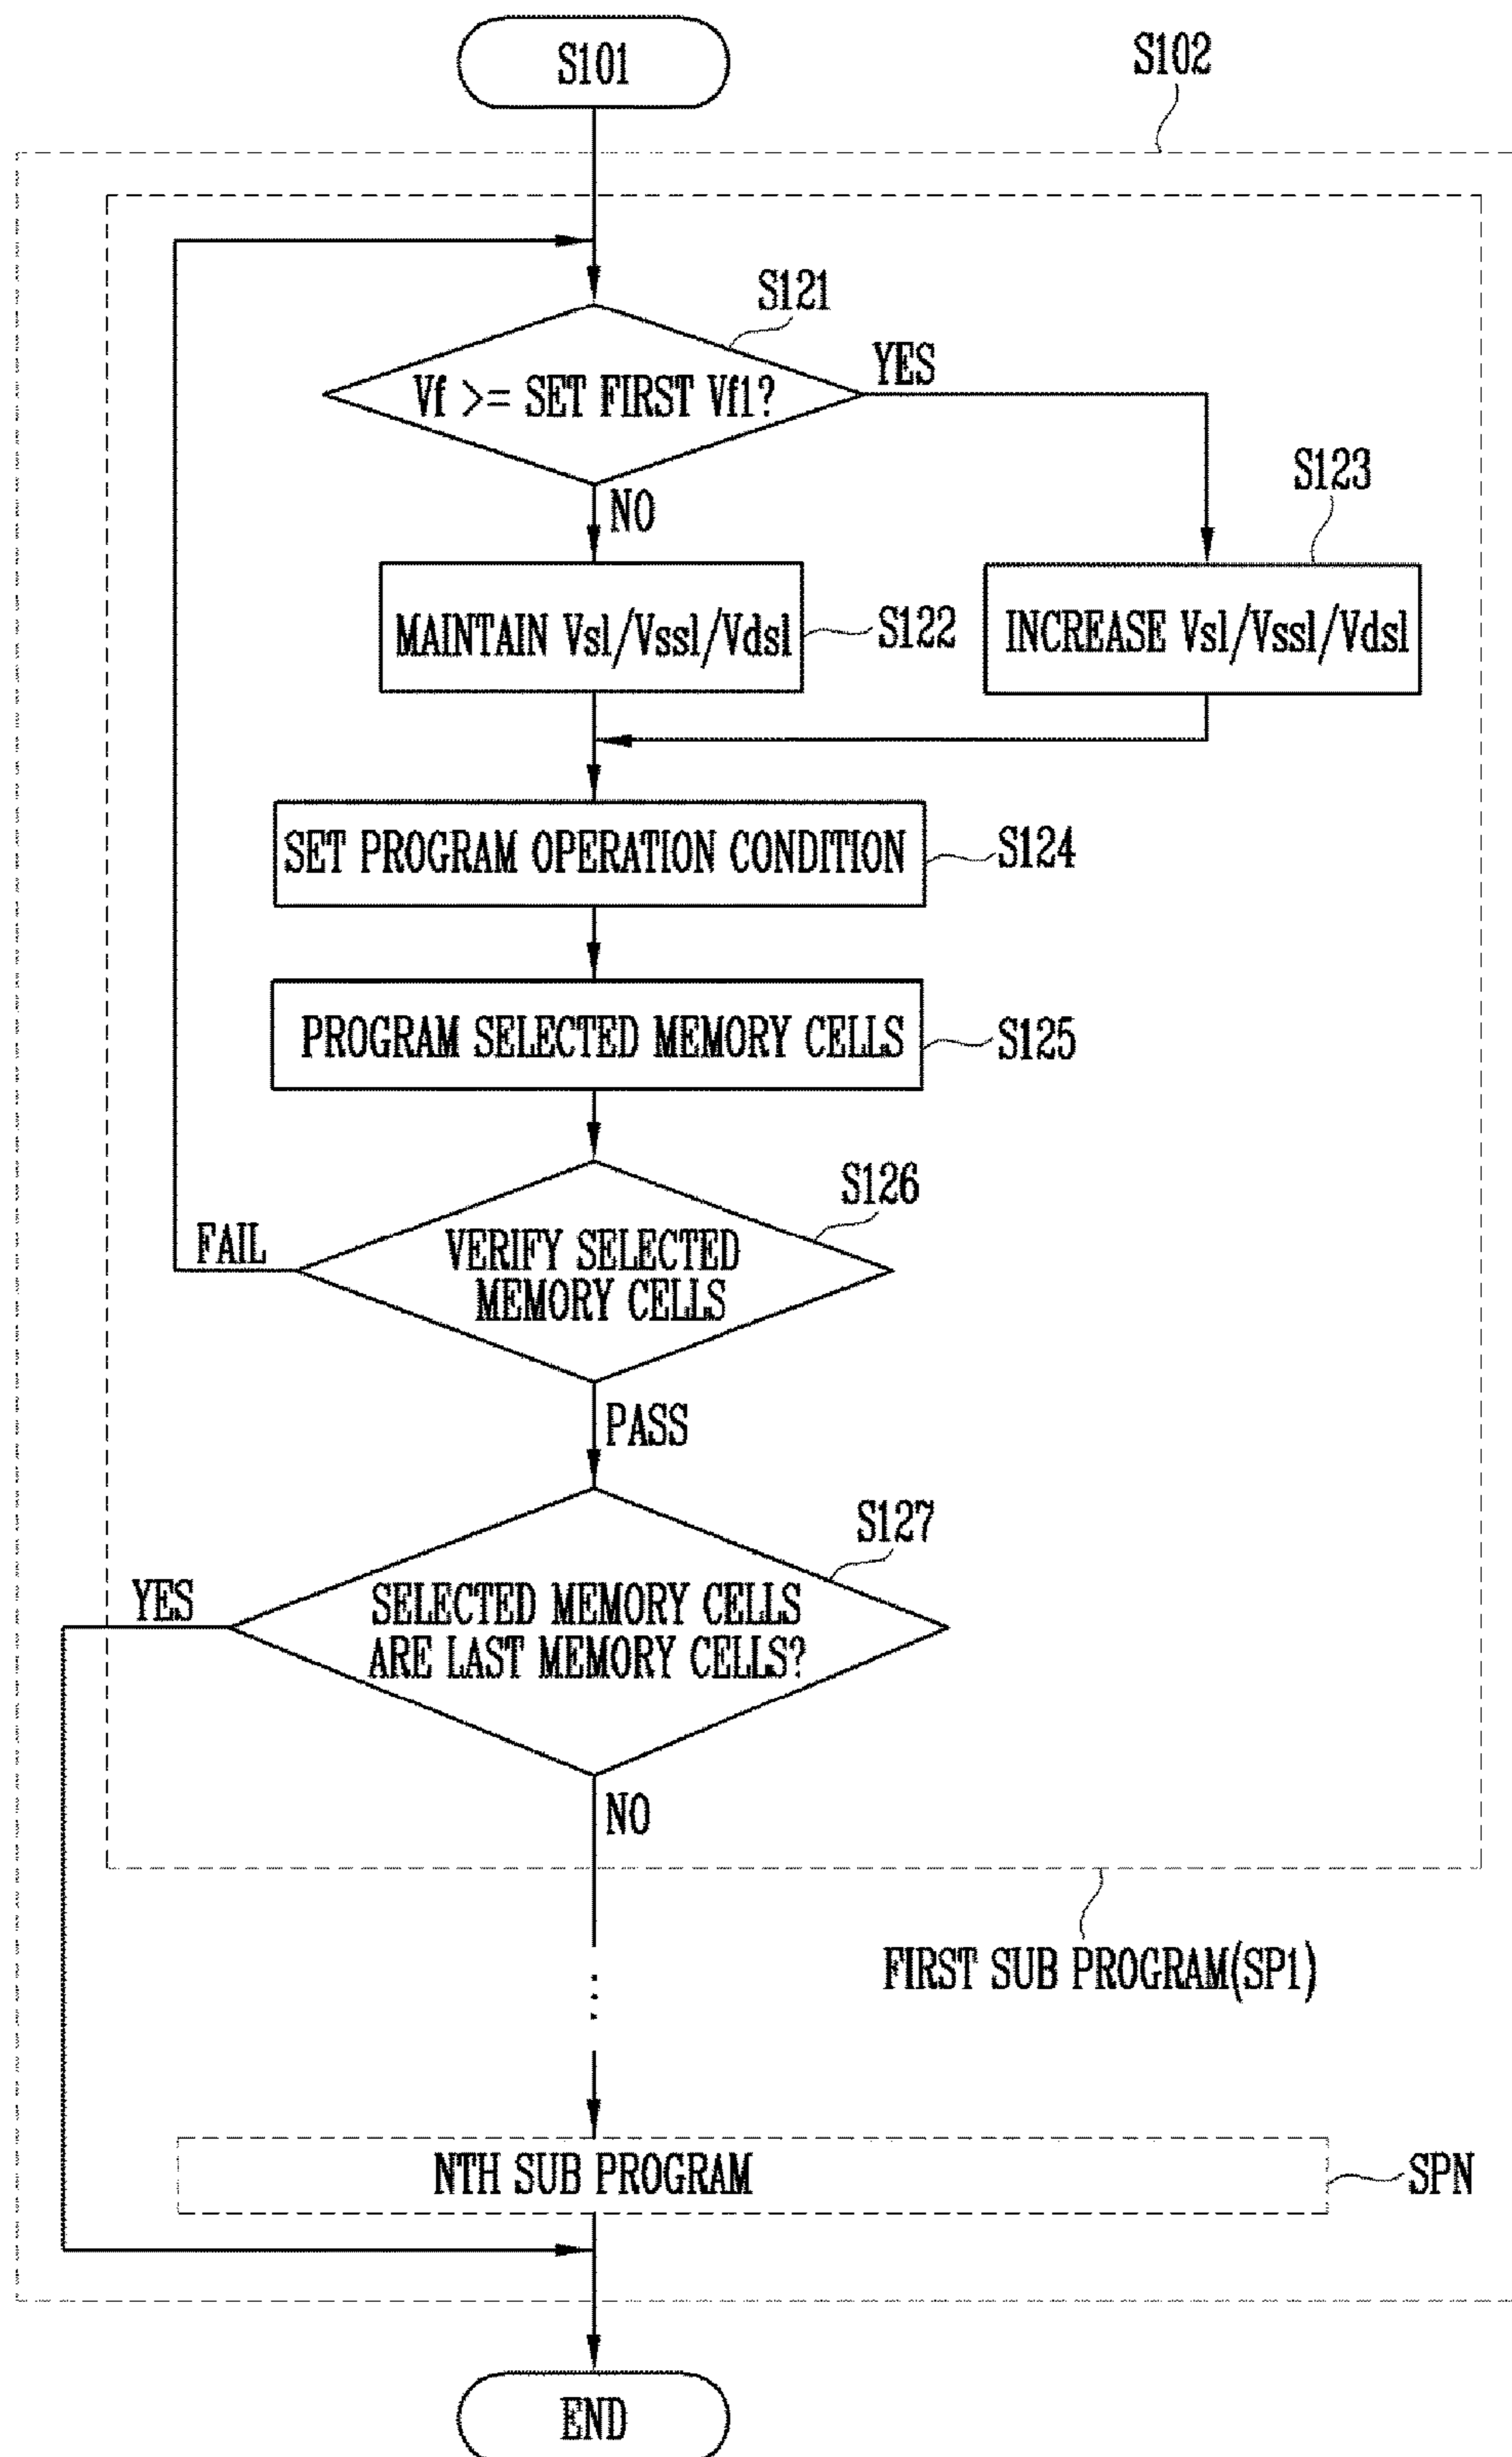 S101
S102
S121
Vf >= SET FIRST Vf1?
YES
NO
S123
MAINTAIN Vsl/Vssl/Vdsl
S122
INCREASE Vsl/Vssl/Vdsl
SET PROGRAM OPERATION CONDITION
S124
PROGRAM SELECTED MEMORY CELLS
S125
S126
FAIL
VERIFY SELECTED
MEMORY CELLS
PASS
S127
YES
SELECTED MEMORY CELLS
ARE LAST MEMORY CELLS?
NO
FIRST SUB PROGRAM(SP1)
NTH SUB PROGRAM
SPN
END